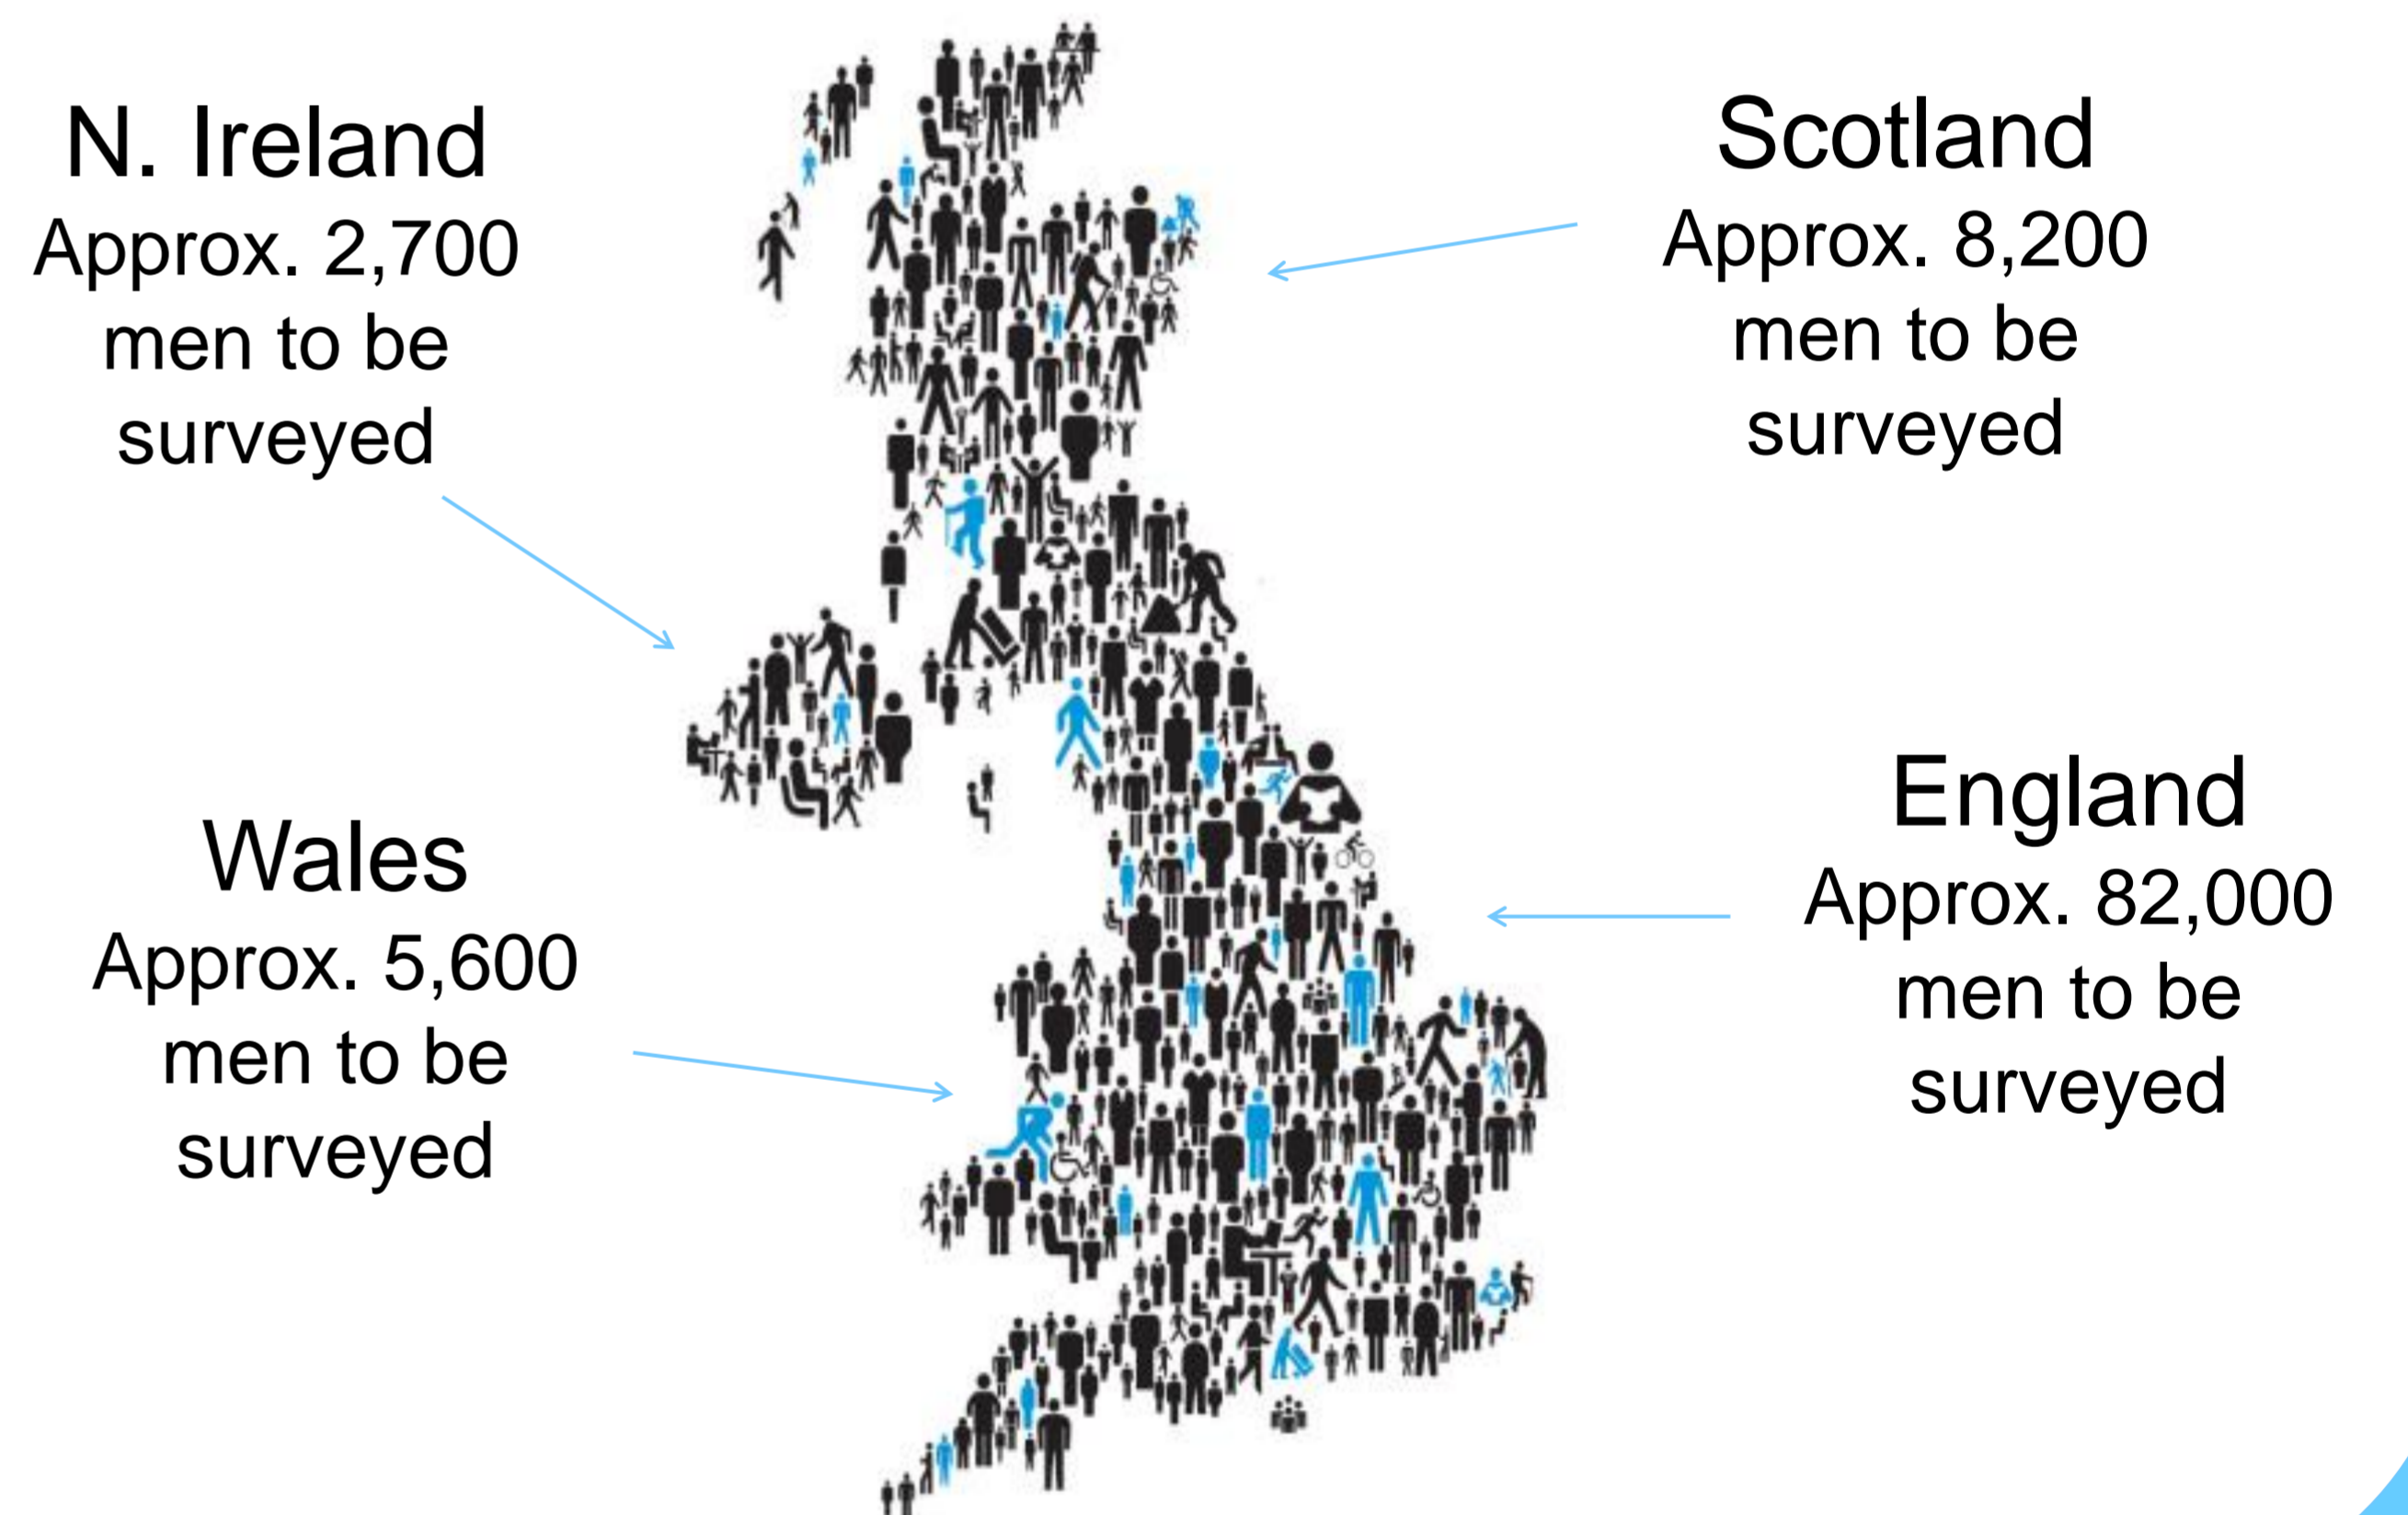 N. Ireland
Approx. 2,700
men to be
surveyed
Scotland
Approx. 8,200
men to be
surveyed
Wales
Approx. 5,600
men to be
surveyed
England
Approx. 82,000
men to be
surveyed